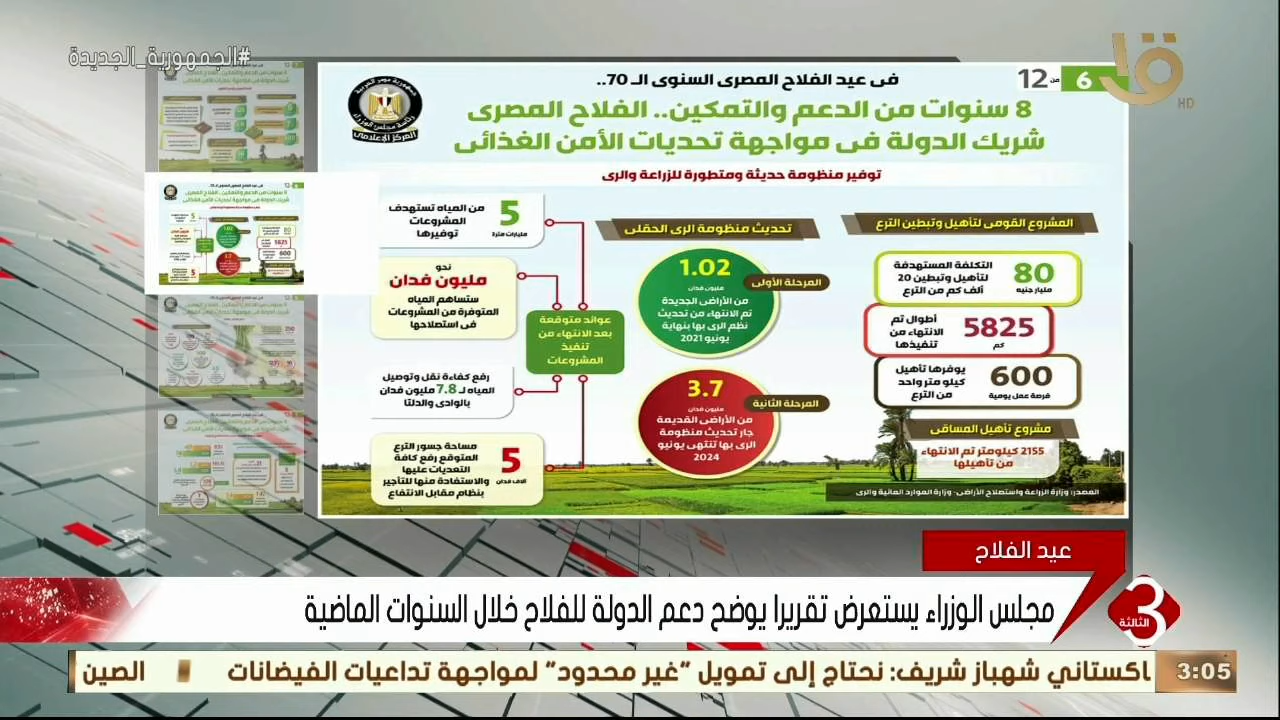 #الجمهورية_الجديدة
HD
6 من 12
فى عيد الفلاح المصرى السنوى الـ 70..
8 سنوات من الدعم والتمكين.. الفلاح المصرى
شريك الدولة فى مواجهة تحديات الأمن الغذائى
المركز الإعلامى
توفير منظومة حديثة ومتطورة للزراعة والرى
المشروع القومى لتأهيل وتبطين الترع
80
مليار جنيه
التكلفة المستهدفة
لتأهيل وتبطين 20
ألف كم من الترع
5825
كم
أطوال تم
الانتهاء من
تنفيذها
600
فرصة عمل يومية
يوفرها تأهيل
كيلو متر واحد
من الترع
مشروع تأهيل المساقى
2155 كيلومتر تم الانتهاء
من تأهيلها
تحديث منظومة الرى الحقلى
المرحلة الأولى
1.02
مليون فدان
من الأراضى الجديدة
تم الانتهاء من تحديث
نظم الرى بها بنهاية
يونيو 2021
المرحلة الثانية
3.7
مليون فدان
من الأراضى القديمة
جار تحديث منظومة
الرى بها تنتهى يونيو
2024
عوائد متوقعة
بعد الانتهاء من
تنفيذ
المشروعات
5
مليارات متر3
من المياه تستهدف
المشروعات
توفيرها
نحو
مليون فدان
ستساهم المياه
المتوفرة من المشروعات
فى استصلاحها
رفع كفاءة نقل وتوصيل
المياه لـ 7.8 مليون فدان
بالوادى والدلتا
5
آلاف فدان
مساحة جسور الترع
المتوقع رفع كافة
التعديات عليها
والاستفادة منها للتأجير
بنظام مقابل الانتفاع
المصدر: وزارة الزراعة واستصلاح الأراضى- وزارة الموارد المائية والرى
عيد الفلاح
مجلس الوزراء يستعرض تقريرا يوضح دعم الدولة للفلاح خلال السنوات الماضية
3
الثالثة
3:05
اكستاني شهباز شريف: نحتاج إلى تمويل “غير محدود” لمواجهة تداعيات الفيضانات
الصين